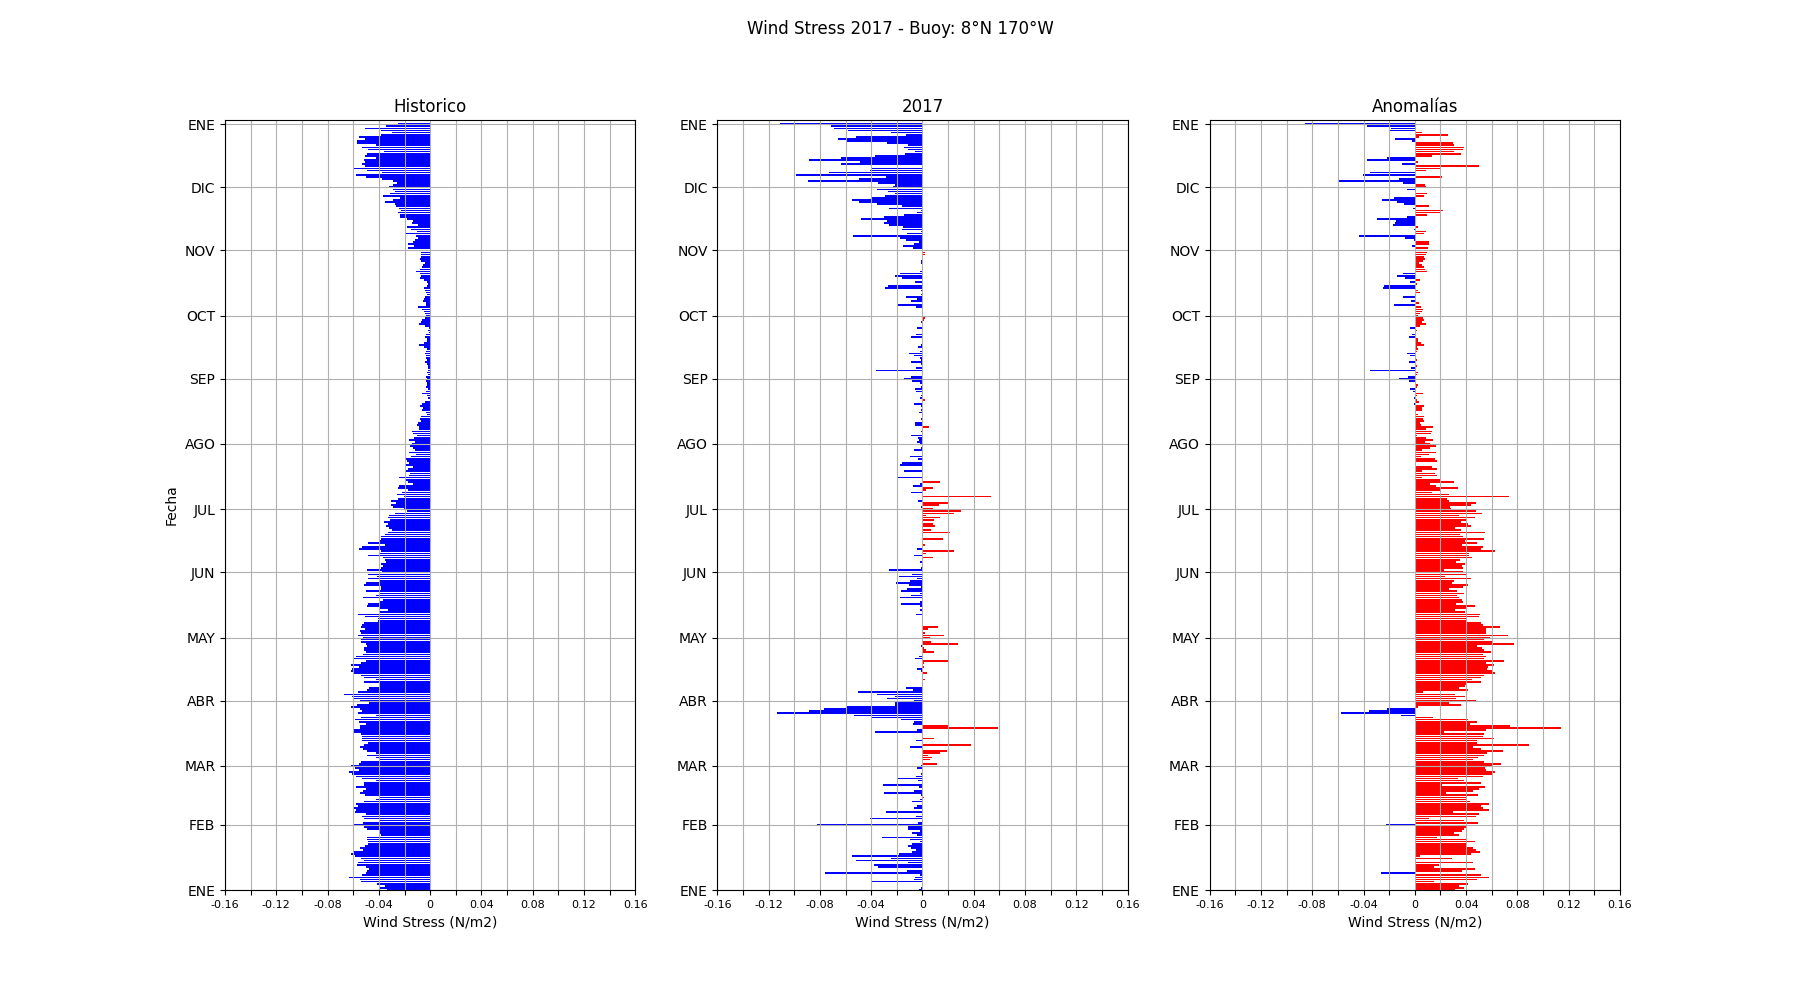 Wind Stress 2017 - Buoy: 8°N 170°W
Historico
2017
Anomalías
ENE
DIC
NOV
OCT
SEP
AGO
JUL
JUN
MAY
ABR
MAR
FEB
ENE
Fecha
-0.16 -0.12 -0.08 -0.04 0 0.04 0.08 0.12 0.16
Wind Stress (N/m2)
ENE
DIC
NOV
OCT
SEP
AGO
JUL
JUN
MAY
ABR
MAR
FEB
ENE
-0.16 -0.12 -0.08 -0.04 0 0.04 0.08 0.12 0.16
Wind Stress (N/m2)
ENE
DIC
NOV
OCT
SEP
AGO
JUL
JUN
MAY
ABR
MAR
FEB
ENE
-0.16 -0.12 -0.08 -0.04 0 0.04 0.08 0.12 0.16
Wind Stress (N/m2)